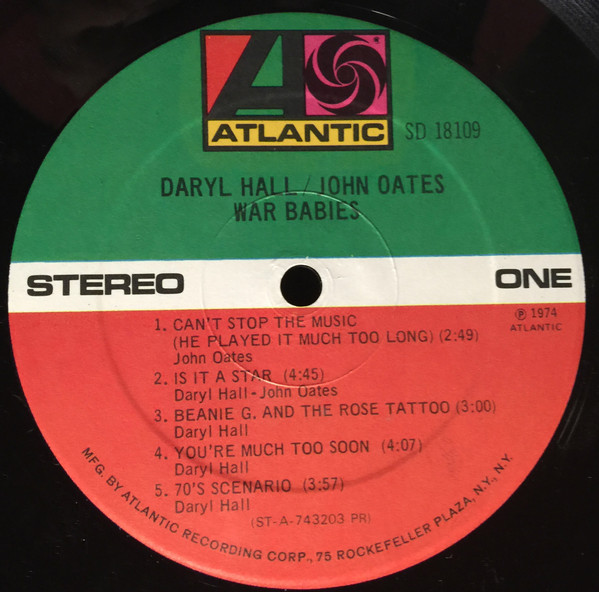 ATLANTIC
SD 18109
DARYL HALL / JOHN OATES
WAR BABIES
STEREO
ONE
℗ 1974
ATLANTIC
1. CAN'T STOP THE MUSIC
(HE PLAYED IT MUCH TOO LONG) (2:49)
John Oates
2. IS IT A STAR (4:45)
Daryl Hall - John Oates
3. BEANIE G. AND THE ROSE TATTOO (3:00)
Daryl Hall
4. YOU'RE MUCH TOO SOON (4:07)
Daryl Hall
5. 70'S SCENARIO (3:57)
Daryl Hall
(ST-A-743203 PR)
MFG. BY ATLANTIC RECORDING CORP., 75 ROCKEFELLER PLAZA, N.Y., N.Y.